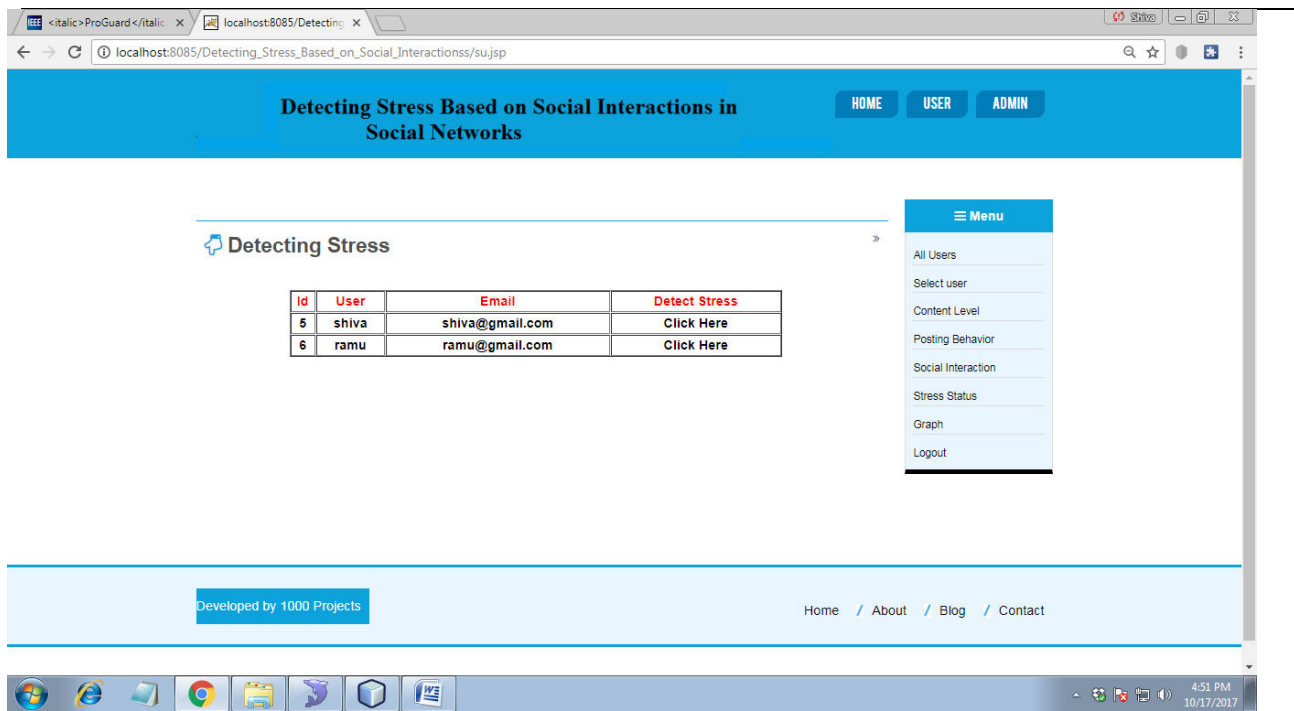 <italic>ProGuard</italic
localhost:8085/Detecting
Shiva
localhost:8085/Detecting_Stress_Based_on_Social_Interactionss/su.jsp
Detecting Stress Based on Social Interactions in
Social Networks
HOME USER ADMIN
Menu
Detecting Stress
»
All Users
Select user
Content Level
Posting Behavior
Social Interaction
Stress Status
Graph
Logout
Id User Email Detect Stress
5 shiva shiva@gmail.com Click Here
6 ramu ramu@gmail.com Click Here
Developed by 1000 Projects
Home / About / Blog / Contact
4:51 PM
10/17/2017